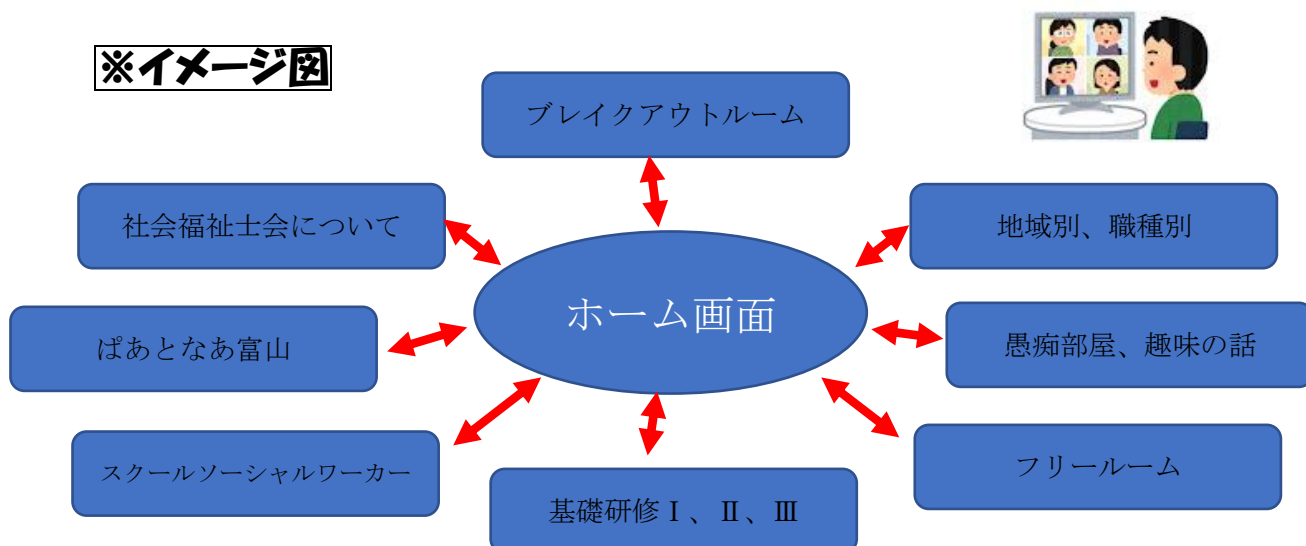 ※イメージ図
ブレイクアウトルーム
社会福祉士会について
地域別、職種別
ホーム画面
ぱあとなあ富山
愚痴部屋、趣味の話
スクールソーシャルワーカー
フリールーム
基礎研修Ⅰ、Ⅱ、Ⅲ